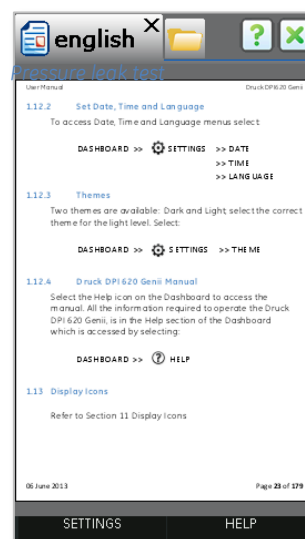 english
Pressure leak test
User Manual Druck DPI 620 Genii
1.12.2 Set Date, Time and Language
To access Date, Time and Language menus select
DASHBOARD >> SETTINGS >> DATE
>> TIME
>> LANGUAGE
1.12.3 Themes
Two themes are available: Dark and Light, select the correct
theme for the light level. Select:
DASHBOARD >> SETTINGS >> THEME
1.12.4 Druck DPI 620 Genii Manual
Select the Help icon on the Dashboard to access the
manual. All the information required to operate the Druck
DPI 620 Genii, is in the Help section of the Dashboard
which is accessed by selecting:
DASHBOARD >> ? HELP
1.13 Display Icons
Refer to Section 11 Display Icons
06 June 2013 Page 23 of 179
SETTINGS HELP